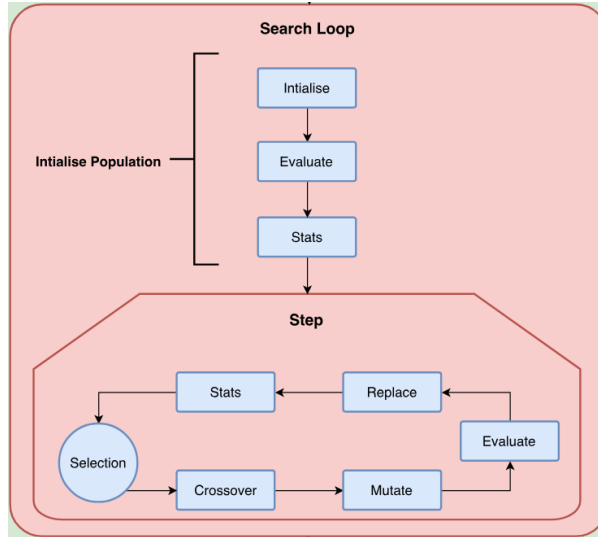 Search Loop
Intialise
Intialise Population
Evaluate
Stats
Step
Stats
Replace
Evaluate
Selection
Crossover
Mutate